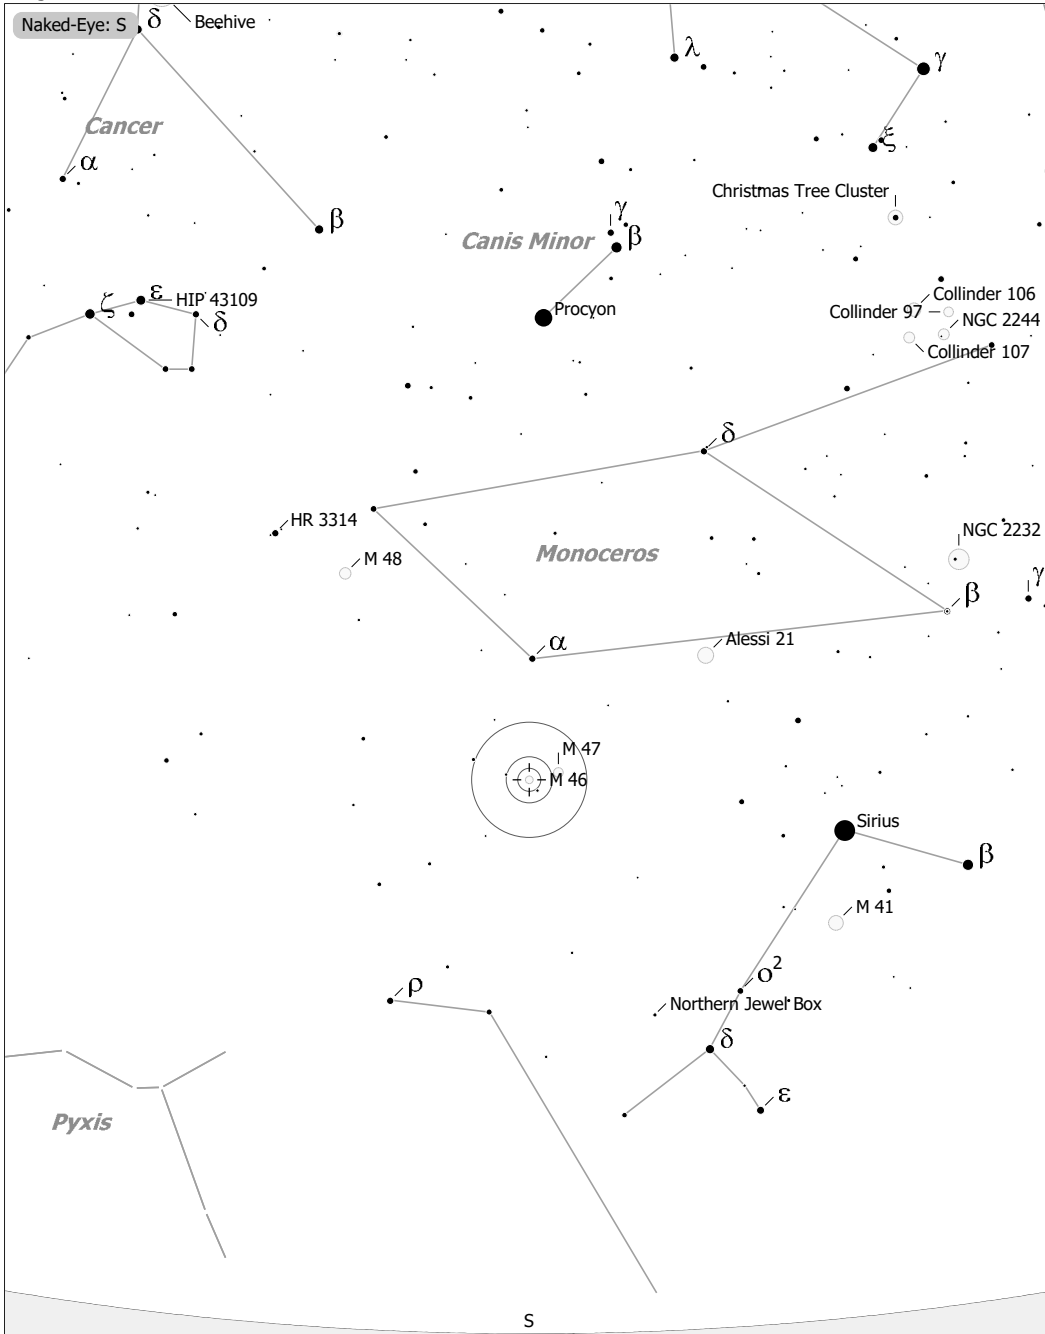 Naked-Eye: S
δ
Beehive
λ
γ
Cancer
ξ
α
Christmas Tree Cluster
γ
β
Canis Minor
β
ε
HIP 43109
ζ
δ
Procyon
Collinder 106
Collinder 97
NGC 2244
Collinder 107
δ
HR 3314
NGC 2232
M 48
Monoceros
γ
β
α
Alessi 21
M 47
M 46
Sirius
β
M 41
ο2
ρ
Northern Jewel Box
δ
ε
Pyxis
S